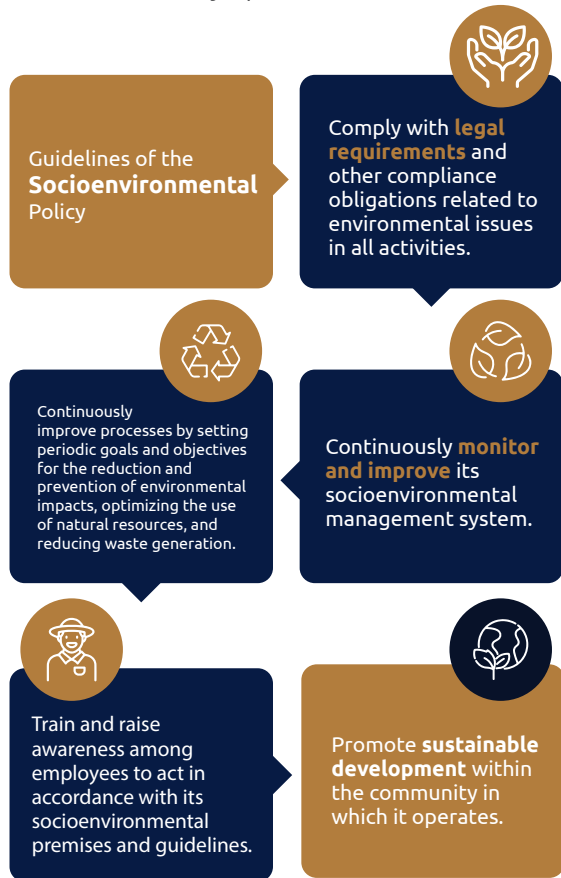 Guidelines of the
Socioenvironmental
Policy
Comply with legal
requirements and
other compliance
obligations related to
environmental issues
in all activities.
Continuously monitor
and improve its
socioenvironmental
management system.
Continuously
improve processes by setting
periodic goals and objectives
for the reduction and
prevention of environmental
impacts, optimizing the use
of natural resources, and
reducing waste generation.
Train and raise
awareness among
employees to act in
accordance with its
socioenvironmental
premises and guidelines.
Promote sustainable
development within
the community in
which it operates.